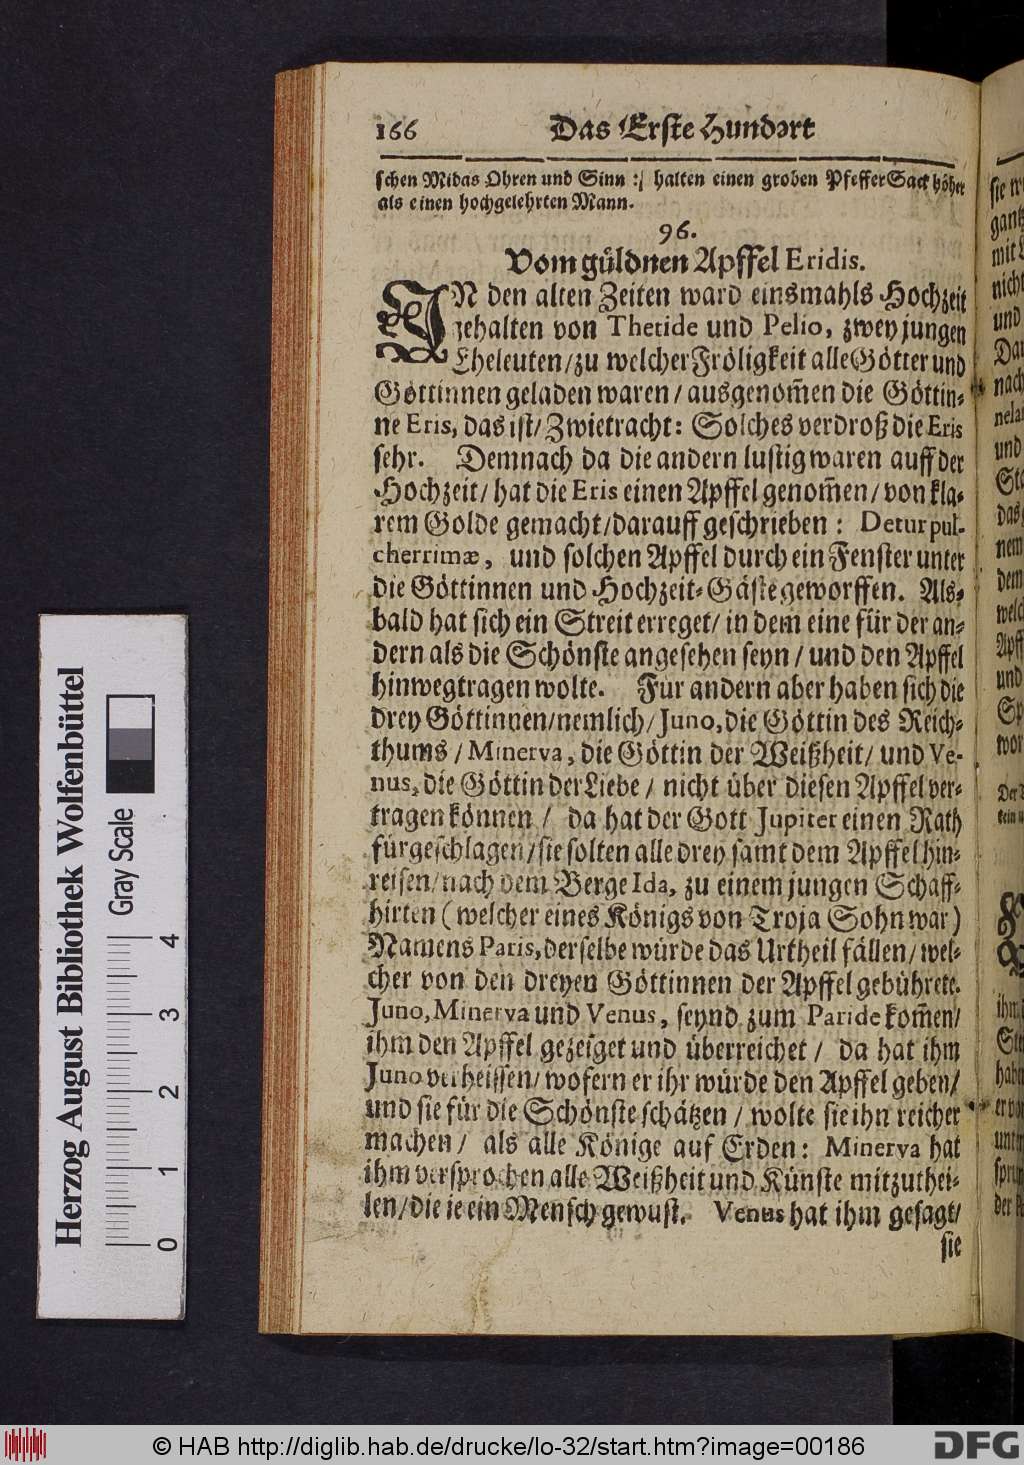 166 Das Erste Hundert
schen Midas Ohren und Sinn :/ halten einen groben PfefferSack höher
als einen hochgelehrten Mann.
96.
Vom güldnen Apffel Eridis.
IN den alten Zeiten ward einsmahls Hochzeit
gehalten von Thetide und Pelio, zwey jungen
Eheleuten/zu welcher Fröligkeit alle Götter und
Göttinnen geladen waren/ ausgenom̃en die Göttin-
ne Eris, das ist/ Zwietracht: Solches verdroß die Eris
sehr. Demnach da die andern lustig waren auff der
Hochzeit/ hat die Eris einen Apffel genom̃en/ von kla-
rem Golde gemacht/darauff geschrieben: Detur pul-
cherrimæ, und solchen Apffel durch ein Fenster unter
die Göttinnen und Hochzeit-Gäste geworffen. Als-
bald hat sich ein Streit erreget/ in dem eine für der an-
dern als die Schönste angesehen seyn/ und den Apffel
hinwegtragen wolte. Für andern aber haben sich die
drey Göttinnen/nemlich/Juno, die Göttin des Reich-
thums/ Minerva, die Göttin der Weißheit/ und Ve-
nus, die Göttin der Liebe/ nicht über diesen Apffel ver-
tragen können/ da hat der Gott Jupiter einen Rath
fürgeschlagen/sie solten alle drey samt dem Apffel hin-
reisen/nach dem Berge Ida, zu einem jungen Schaff-
hirten (welcher eines Königs von Troja Sohn war)
Namens Paris, derselbe würde das Urtheil fällen/ wel-
cher von den dreyen Göttinnen der Apffel gebührete.
Juno, Minerva und Venus, seynd zum Paride kom̃en/
ihm den Apffel gezeiget und überreichet/ da hat ihm
Juno verheissen/ wofern er ihr würde den Apffel geben/
und sie für die Schönste schätzen/ wolte sie ihn reicher
machen/ als alle Könige auf Erden: Minerva hat
ihm versprochen alle Weißheit und Künste mitzuthei-
len/die ie ein Mensch gewust. Venus hat ihm gesagt/
sie
Herzog August Bibliothek Wolfenbüttel
Gray Scale
0 1 2 3 4
© HAB http://diglib.hab.de/drucke/lo-32/start.htm?image=00186
DFG